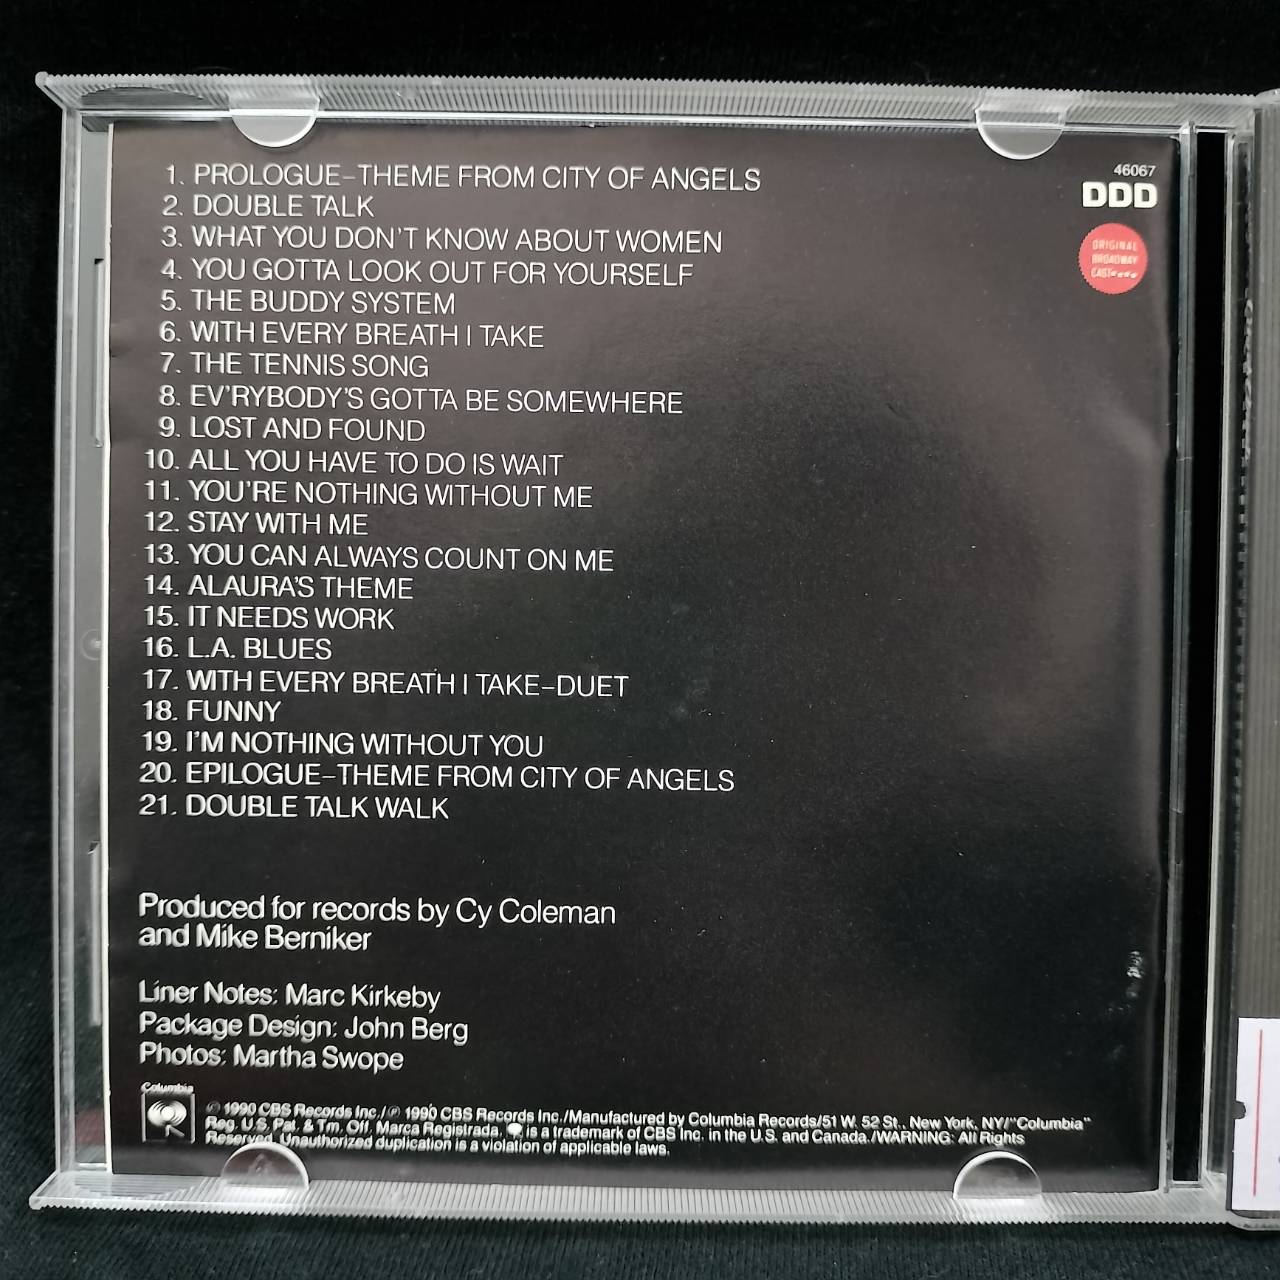 1. PROLOGUE–THEME FROM CITY OF ANGELS
2. DOUBLE TALK
3. WHAT YOU DON'T KNOW ABOUT WOMEN
4. YOU GOTTA LOOK OUT FOR YOURSELF
5. THE BUDDY SYSTEM
6. WITH EVERY BREATH I TAKE
7. THE TENNIS SONG
8. EV'RYBODY'S GOTTA BE SOMEWHERE
9. LOST AND FOUND
10. ALL YOU HAVE TO DO IS WAIT
11. YOU'RE NOTHING WITHOUT ME
12. STAY WITH ME
13. YOU CAN ALWAYS COUNT ON ME
14. ALAURA'S THEME
15. IT NEEDS WORK
16. L.A. BLUES
17. WITH EVERY BREATH I TAKE–DUET
18. FUNNY
19. I'M NOTHING WITHOUT YOU
20. EPILOGUE–THEME FROM CITY OF ANGELS
21. DOUBLE TALK WALK
46067
DDD
ORIGINAL
BROADWAY
CAST
Produced for records by Cy Coleman
and Mike Berniker
Liner Notes: Marc Kirkeby
Package Design: John Berg
Photos: Martha Swope
Columbia
© 1990 CBS Records Inc./℗ 1990 CBS Records Inc./Manufactured by Columbia Records/51 W. 52 St., New York, NY/"Columbia"
Reg. U.S. Pat. & Tm. Off. Marca Registrada. is a trademark of CBS Inc. in the U.S. and Canada./WARNING: All Rights
Reserved. Unauthorized duplication is a violation of applicable laws.